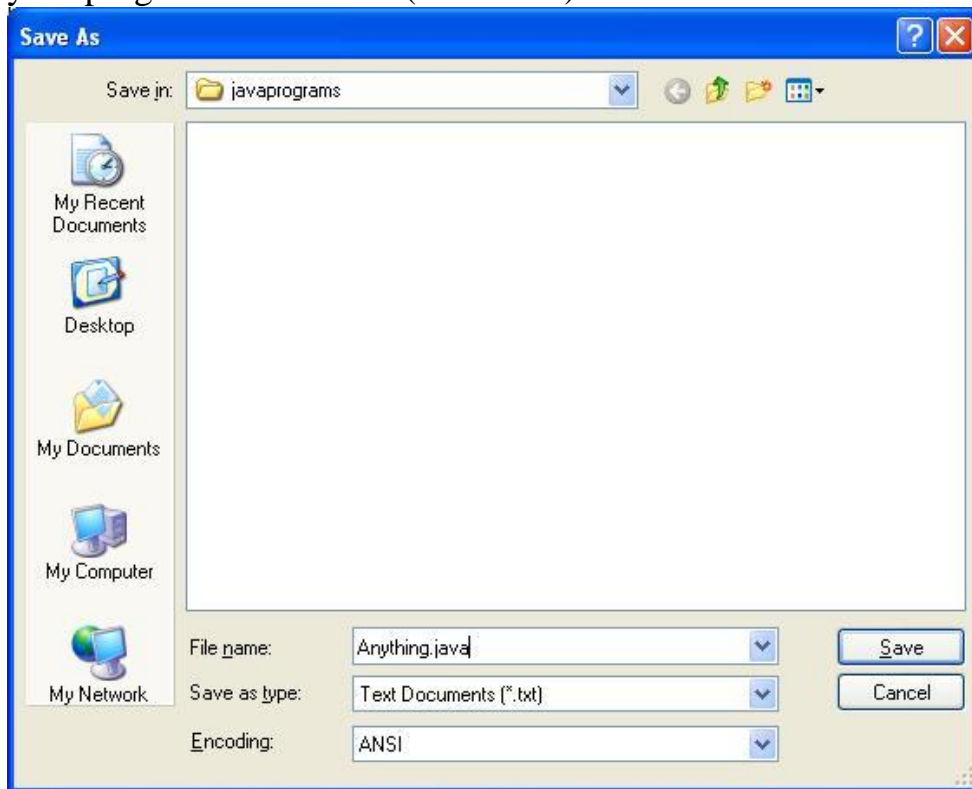 Save As
Save in: javaprograms
My Recent
Documents
Desktop
My Documents
My Computer
My Network
File name: Anything.java Save
Save as type: Text Documents (*.txt) Cancel
Encoding: ANSI